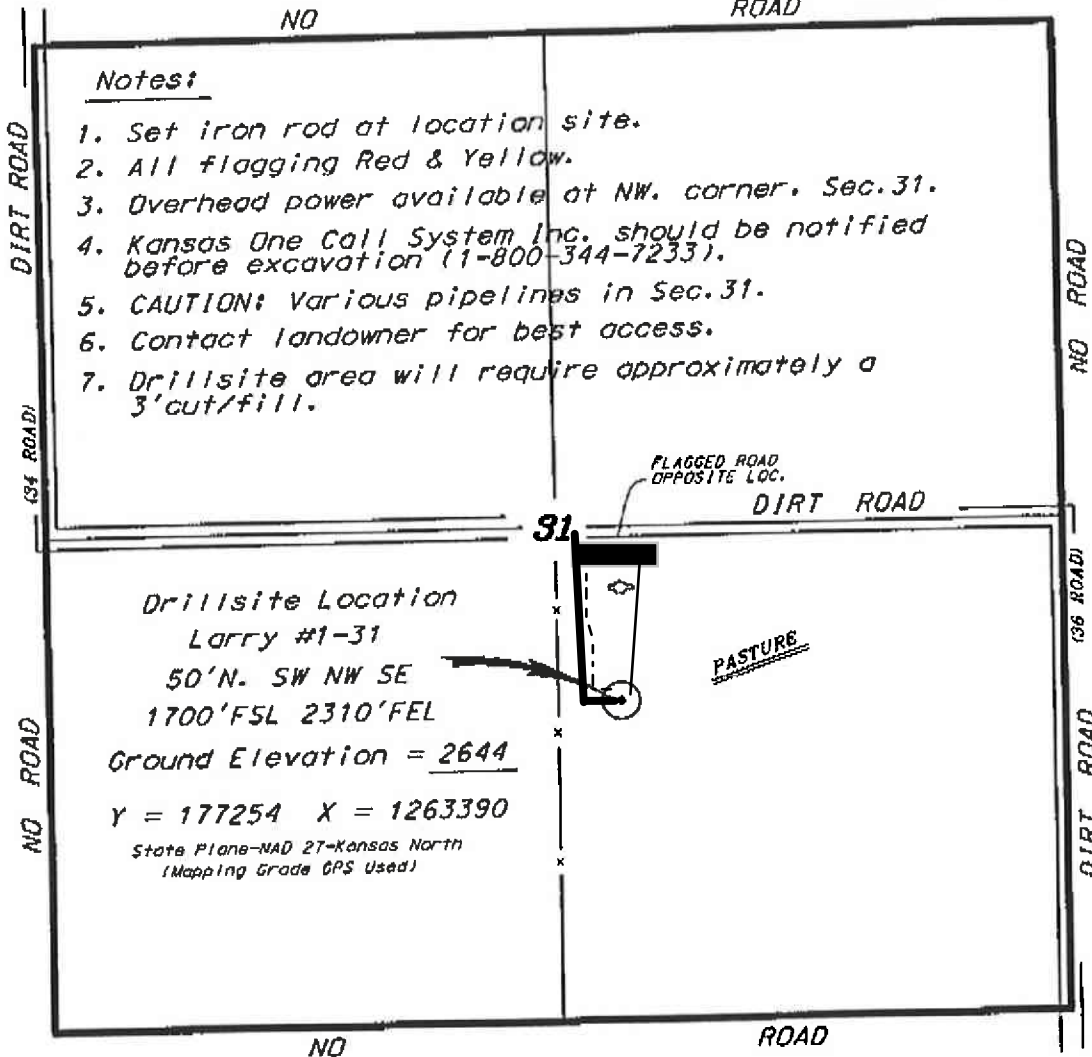 NO ROAD
DIRT ROAD
Notes:
1. Set iron rod at location site.
2. All flagging Red & Yellow.
3. Overhead power available at NW. corner. Sec.31.
4. Kansas One Call System Inc. should be notified
before excavation (1-800-344-7233).
5. CAUTION: Various pipelines in Sec.31.
6. Contact landowner for best access.
7. Drillsite area will require approximately a
3'cut/fill.
NO ROAD
(34 ROAD)
FLAGGED ROAD
OPPOSITE LOC.
DIRT ROAD
31
(36 ROAD)
Drillsite Location
Larry #1-31
50'N. SW NW SE
1700'FSL 2310'FEL
Ground Elevation = 2644
Y = 177254 X = 1263390
State Plane-NAD 27-Kansas North
(Mapping Grade GPS Used)
PASTURE
NO ROAD
DIRT ROAD
NO ROAD